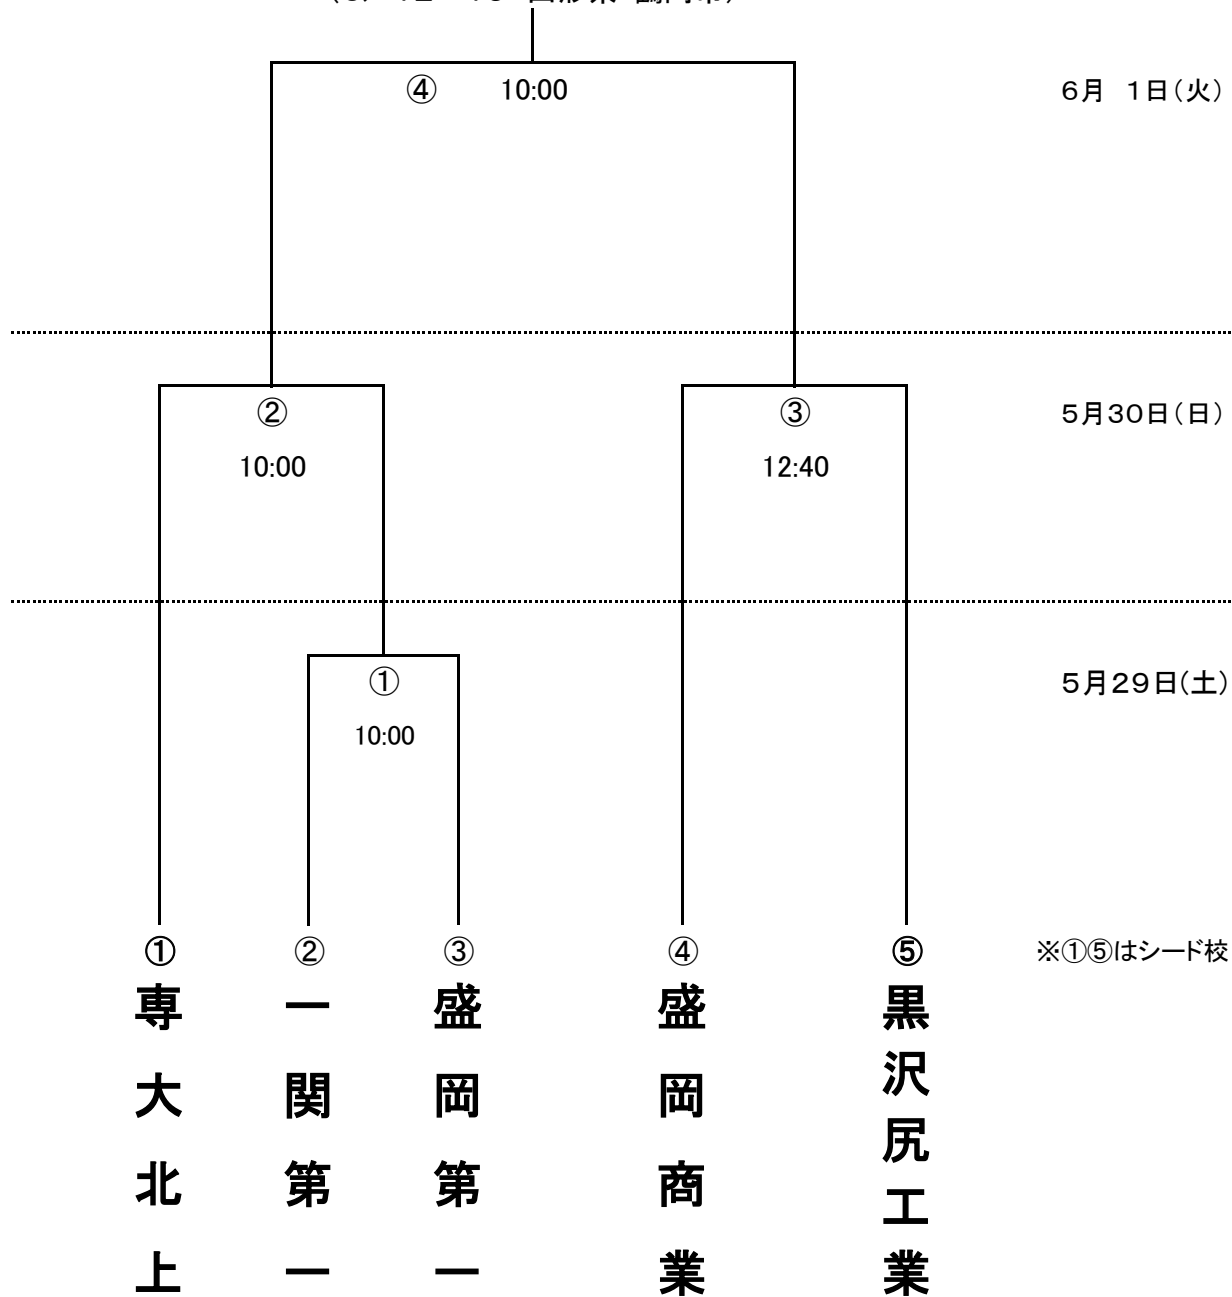 ④ 10:00 6月 1日(火)
② ③ 5月30日(日)
10:00 12:40
① 5月29日(土)
10:00
① ② ③ ④ ⑤ ※①⑤はシード校
専大北上
一関第一
盛岡第一
盛岡商業
黒沢尻工業